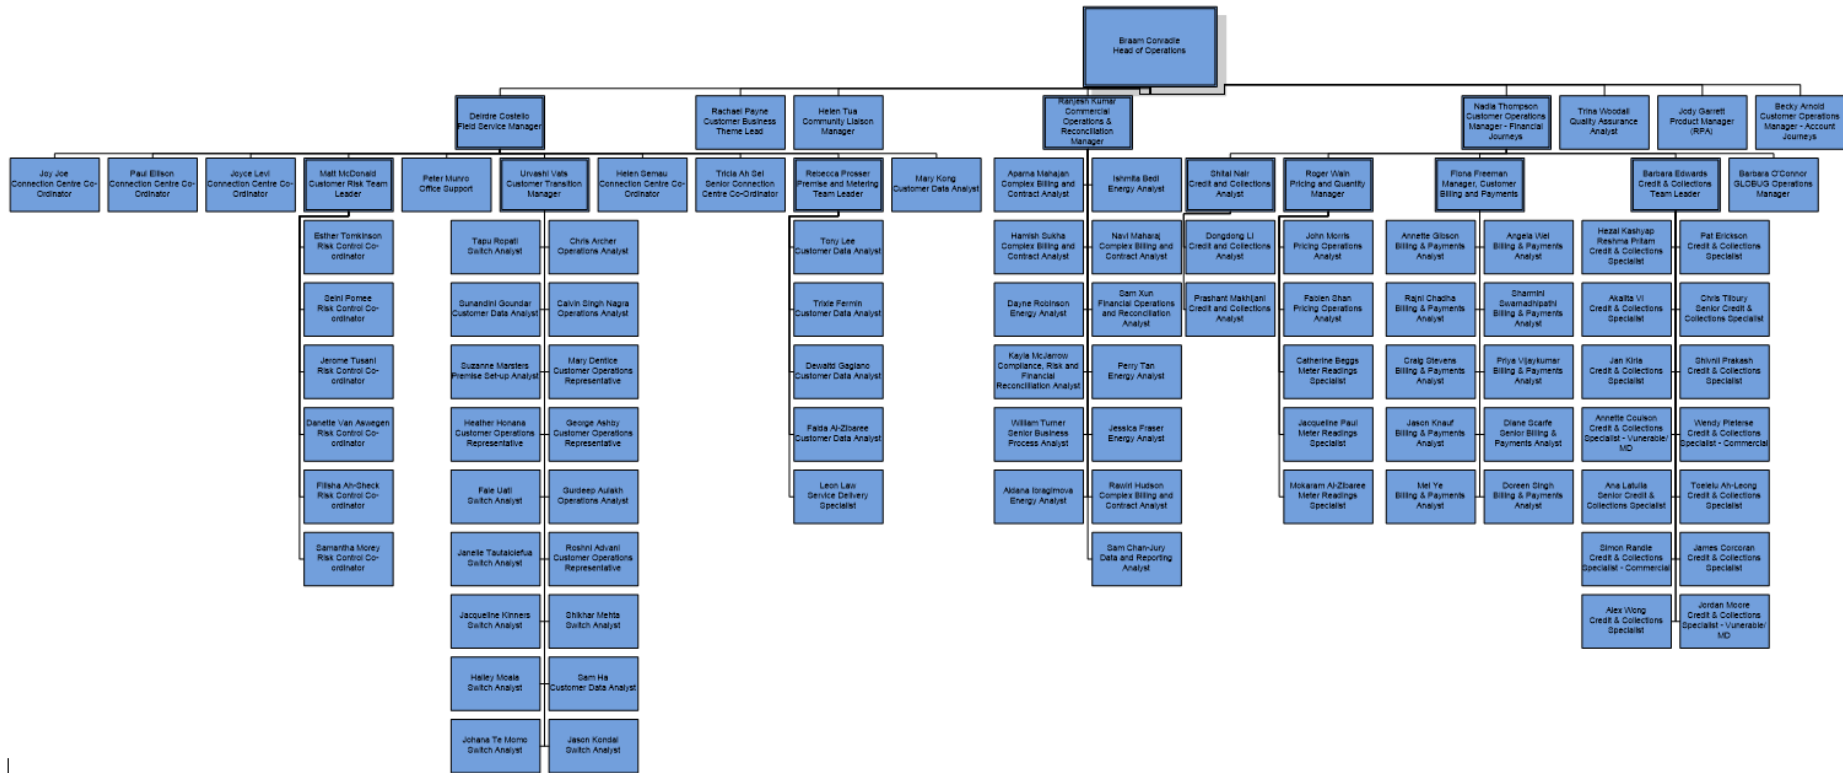 Braam Conradie
Head of Operations
Deirdre Costello
Field Service Manager
Rachael Payne
Customer Business
Theme Lead
Helen Tua
Community Liaison
Manager
Ranjesh Kumar
Commercial
Operations &
Reconciliation
Manager
Nadia Thompson
Customer Operations
Manager - Financial
Journeys
Trina Woodall
Quality Assurance
Analyst
Jody Garrett
Product Manager
(RPA)
Becky Arnold
Customer Operations
Manager - Account
Journeys
Joy Joe
Connection Centre Co-
Ordinator
Paul Ellison
Connection Centre Co-
Ordinator
Joyce Levi
Connection Centre Co-
Ordinator
Matt McDonald
Customer Risk Team
Leader
Peter Munro
Office Support
Urvashi Vats
Customer Transition
Manager
Helen Semau
Connection Centre Co-
Ordinator
Tricia Ah Sei
Senior Connection
Centre Co-Ordinator
Rebecca Prosser
Premise and Metering
Team Leader
Mary Kong
Customer Data Analyst
Aparna Mahajan
Complex Billing and
Contract Analyst
Ishmita Bedi
Energy Analyst
Shital Nair
Credit and Collections
Analyst
Roger Wain
Pricing and Quantity
Manager
Fiona Freeman
Manager, Customer
Billing and Payments
Barbara Edwards
Credit & Collections
Team Leader
Barbara O'Connor
GLOBUG Operations
Manager
Esther Tomkinson
Risk Control Co-
ordinator
Tapu Ropati
Switch Analyst
Chris Archer
Operations Analyst
Tony Lee
Customer Data Analyst
Hamish Sukha
Complex Billing and
Contract Analyst
Navi Maharaj
Complex Billing and
Contract Analyst
Dongdong Li
Credit and Collections
Analyst
John Morris
Pricing Operations
Analyst
Annette Gibson
Billing & Payments
Analyst
Angela Wei
Billing & Payments
Analyst
Hezal Kashyap
Reshma Pritam
Credit & Collections
Specialist
Pat Erickson
Credit & Collections
Specialist
Seini Pomee
Risk Control Co-
ordinator
Sunandini Goundar
Customer Data Analyst
Calvin Singh Nagra
Operations Analyst
Trixie Fermin
Customer Data Analyst
Dayne Robinson
Energy Analyst
Sam Xun
Financial Operations
and Reconciliation
Analyst
Prashant Makhijani
Credit and Collections
Analyst
Fabien Shan
Pricing Operations
Analyst
Rajni Chadha
Billing & Payments
Analyst
Sharmini
Swarnadhipathi
Billing & Payments
Analyst
Akalita Vi
Credit & Collections
Specialist
Chris Tilbury
Senior Credit &
Collections Specialist
Jerome Tusani
Risk Control Co-
ordinator
Suzanne Marsters
Premise Set-up Analyst
Mary Dentice
Customer Operations
Representative
Dewaltd Gagiano
Customer Data Analyst
Kayla McJarrow
Compliance, Risk and
Financial
Reconciliation Analyst
Perry Tan
Energy Analyst
Catherine Beggs
Meter Readings
Specialist
Craig Stevens
Billing & Payments
Analyst
Priya Vijaykumar
Billing & Payments
Analyst
Jan Kiria
Credit & Collections
Specialist
Shivnil Prakash
Credit & Collections
Specialist
Danette Van Aswegen
Risk Control Co-
ordinator
Heather Honana
Customer Operations
Representative
George Ashby
Customer Operations
Representative
Faida Al-Zibaree
Customer Data Analyst
William Turner
Senior Business
Process Analyst
Jessica Fraser
Energy Analyst
Jacqueline Paul
Meter Readings
Specialist
Jason Knauf
Billing & Payments
Analyst
Diane Scarfe
Senior Billing &
Payments Analyst
Annette Coulson
Credit & Collections
Specialist - Vunerable/
MD
Wendy Pieterse
Credit & Collections
Specialist - Commercial
Filisha Ah-Sheck
Risk Control Co-
ordinator
Faie Uati
Switch Analyst
Gurdeep Aulakh
Operations Analyst
Leon Law
Service Delivery
Specialist
Aidana Ibragimova
Energy Analyst
Rawiri Hudson
Complex Billing and
Contract Analyst
Mokaram Al-Zibaree
Meter Readings
Specialist
Mei Ye
Billing & Payments
Analyst
Doreen Singh
Billing & Payments
Analyst
Ana Latulia
Senior Credit &
Collections Specialist
Toelelu Ah-Leong
Credit & Collections
Specialist
Samantha Morey
Risk Control Co-
ordinator
Janelle
Switch Analyst
Roshni Advani
Customer Operations
Representative
Sam Chan-Jury
Data and Reporting
Analyst
Simon Randle
Credit & Collections
Specialist - Commercial
James Corcoran
Credit & Collections
Specialist
Jacqueline Kinners
Switch Analyst
Shikhar Mehta
Switch Analyst
Alex Wong
Credit & Collections
Specialist
Jordan Moore
Credit & Collections
Specialist - Vunerable/
MD
Hailey Moala
Switch Analyst
Sam Ha
Customer Data Analyst
Johana Te Momo
Switch Analyst
Jason Kondal
Switch Analyst